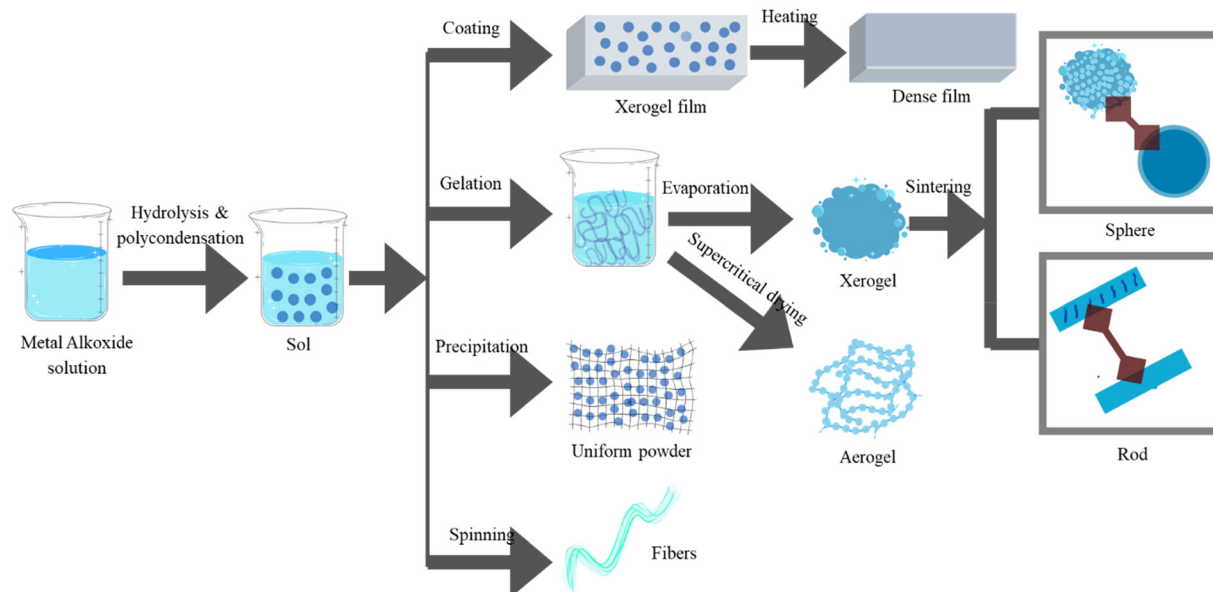 Coating
Heating
Xerogel film
Dense film
Hydrolysis &
polycondensation
Gelation
Evaporation
Sintering
Sphere
Supercritical drying
Xerogel
Metal Alkoxide
solution
Sol
Precipitation
Uniform powder
Aerogel
Rod
Spinning
Fibers